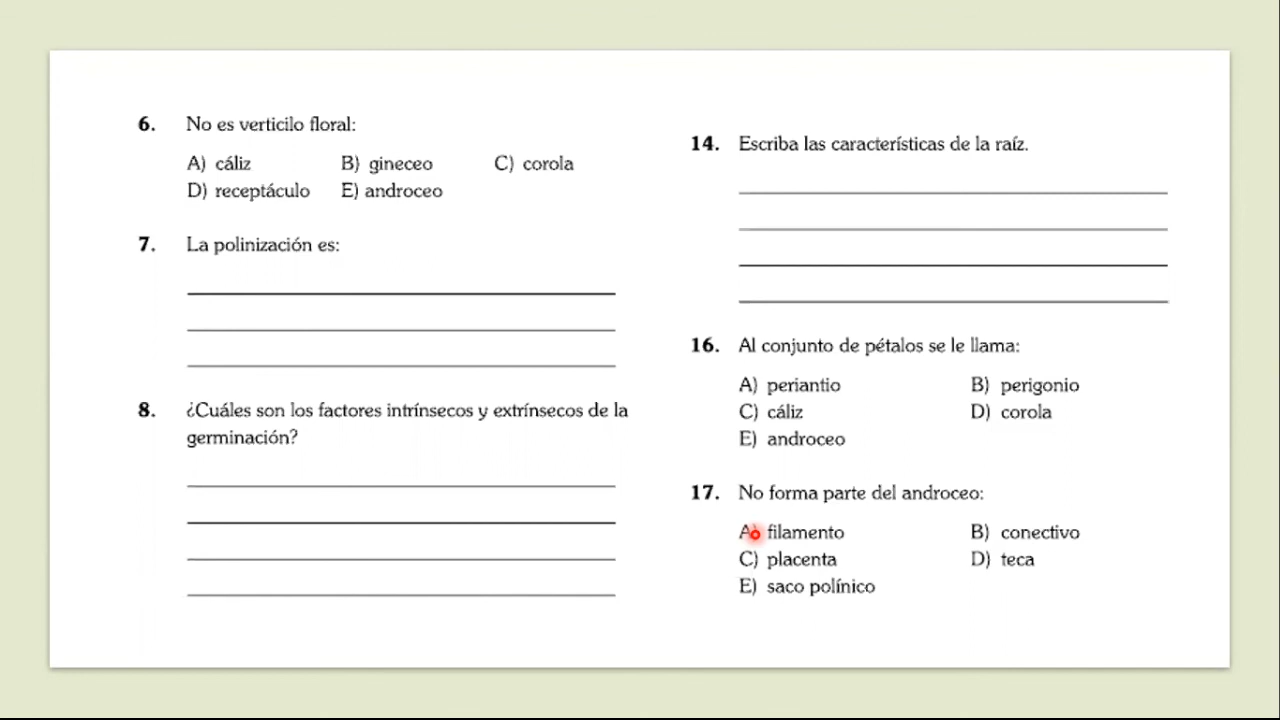 6. No es verticilo floral:
A) cáliz B) gineceo C) corola
D) receptáculo E) androceo
7. La polinización es:
8. ¿Cuáles son los factores intrínsecos y extrínsecos de la
germinación?
14. Escriba las características de la raíz.
16. Al conjunto de pétalos se le llama:
A) periantio B) perigonio
C) cáliz D) corola
E) androceo
17. No forma parte del androceo:
A) filamento B) conectivo
C) placenta D) teca
E) saco polínico